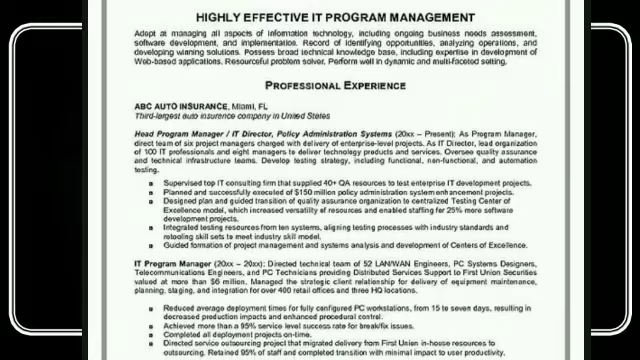 HIGHLY EFFECTIVE IT PROGRAM MANAGEMENT
Adept at managing all aspects of information technology, including ongoing business needs assessment,
software development, and implementation. Record of identifying opportunities, analyzing operations, and
developing winning solutions. Possess broad technical knowledge base, including expertise in development of
Web-based applications. Resourceful problem solver. Perform well in dynamic and multi-faceted setting.
PROFESSIONAL EXPERIENCE
ABC AUTO INSURANCE, Miami, FL
Third-largest auto insurance company in United States
Head Program Manager / IT Director, Policy Administration Systems (20xx – Present): As Program Manager,
direct team of six project managers charged with delivery of enterprise-level projects. As IT Director, lead organization
of 100 IT professionals and eight managers to deliver technology products and services. Oversee quality assurance
and technical infrastructure teams. Develop testing strategy, including functional, non-functional, and automation
testing.
Supervised top IT consulting firm that supplied 40+ QA resources to test enterprise IT development projects.
Planned and successfully executed of $150 million policy administration system enhancement projects.
Designed plan and guided transition of quality assurance organization to centralized Testing Center of
Excellence model, which increased versatility of resources and enabled staffing for 25% more software
development projects.
Integrated testing resources from ten systems, aligning testing processes with industry standards and
retooling skill sets to meet industry skill model.
Guided formation of project management and systems analysis and development of Centers of Excellence.
IT Program Manager (20xx – 20xx): Directed technical team of 52 LAN/WAN Engineers, PC Systems Designers,
Telecommunications Engineers, and PC Technicians providing Distributed Services Support to First Union Securities
valued at more than $6 million. Managed the strategic client relationship for delivery of equipment maintenance,
planning, staging, and integration for over 400 retail offices and three HQ locations.
Reduced average deployment times for fully configured PC workstations, from 15 to seven days, resulting in
decreased production impacts and enhanced procedural control.
Achieved more than a 95% service level success rate for break/fix issues.
Completed all deployment projects on-time.
Directed service outsourcing project that migrated delivery from First Union in-house resources to
outsourcing. Retained 95% of staff and completed transition with minimal impact to user productivity.